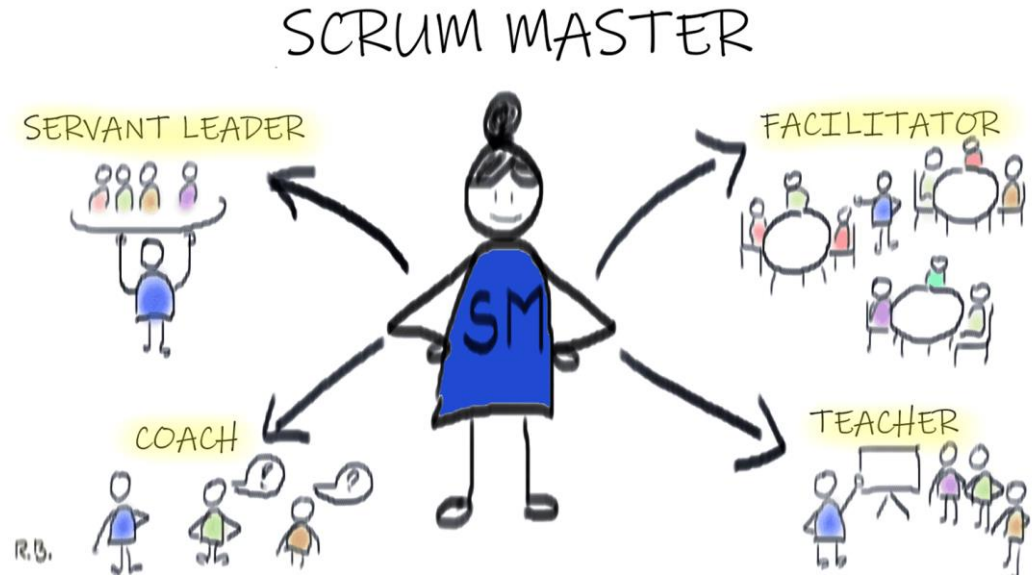 SCRUM MASTER
SERVANT LEADER
FACILITATOR
SM
COACH
!
?
TEACHER
R.B.